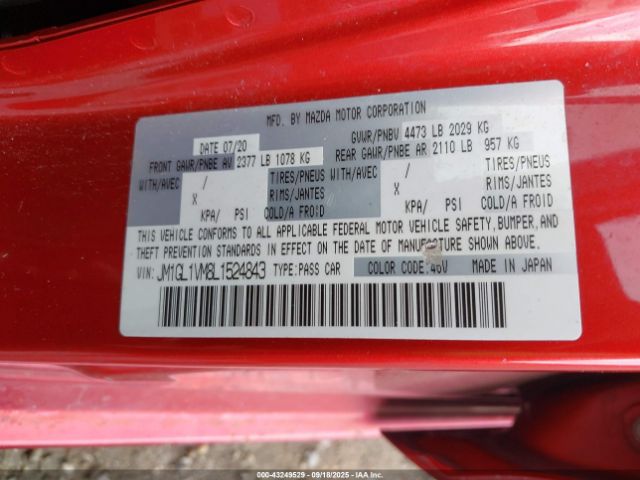 MFD. BY MAZDA MOTOR CORPORATION
DATE 07/20 GVWR/PNBV 4473 LB 2029 KG
FRONT GAWR/PNBE AV 2377 LB 1078 KG REAR GAWR/PNBE AR 2110 LB 957 KG
WITH/AVEC / TIRES/PNEUS WITH/AVEC / TIRES/PNEUS
X RIMS/JANTES X RIMS/JANTES
KPA/ PSI COLD/A FROID KPA/ PSI COLD/A FROID
THIS VEHICLE CONFORMS TO ALL APPLICABLE FEDERAL MOTOR VEHICLE SAFETY, BUMPER, AND
THEFT PREVENTION STANDARDS IN EFFECT ON THE DATE OF MANUFACTURE SHOWN ABOVE.
VIN: JM1GL1VM8L1524843 TYPE:PASS CAR COLOR CODE:46V MADE IN JAPAN
000-43249529 09/18/2025 IAAI.COM